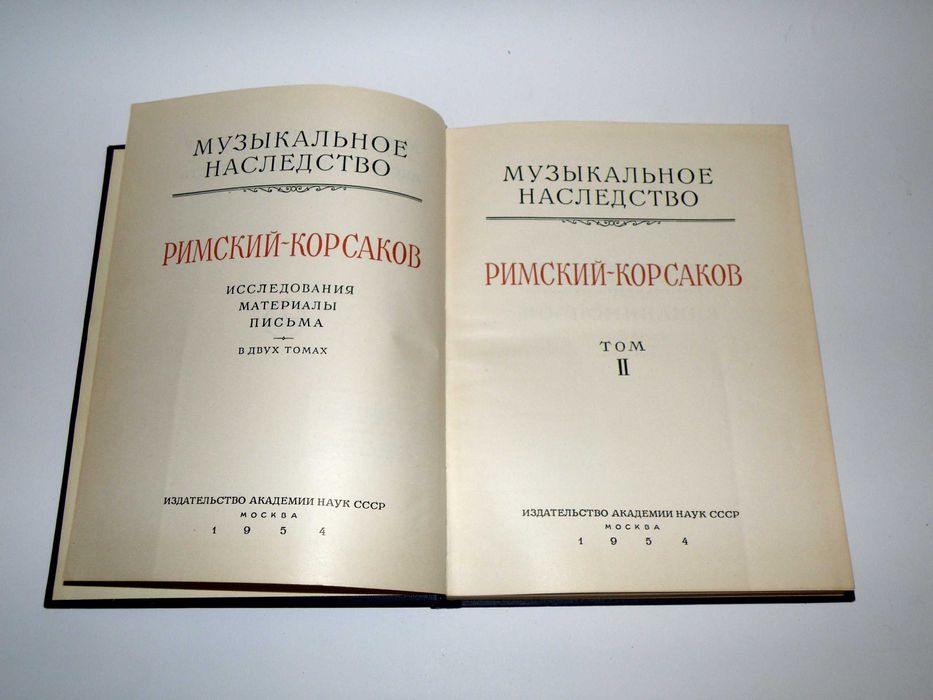 МУЗЫКАЛЬНОЕ
НАСЛЕДСТВО
РИМСКИЙ-КОРСАКОВ
ИССЛЕДОВАНИЯ
МАТЕРИАЛЫ
ПИСЬМА
В ДВУХ ТОМАХ
ИЗДАТЕЛЬСТВО АКАДЕМИИ НАУК СССР
МОСКВА
1954
МУЗЫКАЛЬНОЕ
НАСЛЕДСТВО
РИМСКИЙ-КОРСАКОВ
ТОМ
II
ИЗДАТЕЛЬСТВО АКАДЕМИИ НАУК СССР
МОСКВА
1954